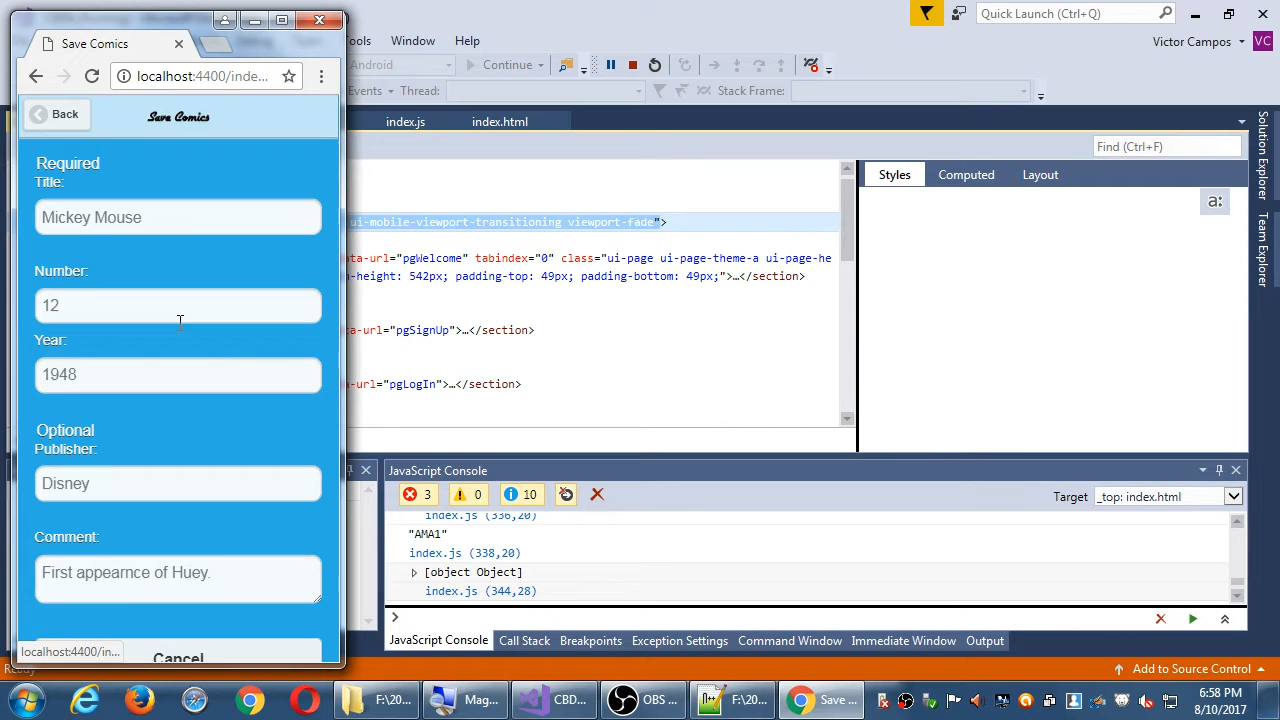 Quick Launch (Ctrl+Q)
Save Comics
Tools
Window
Help
Victor Campos
VC
localhost:4400/inde...
Android
Continue
Back
Save Comics
Events
Thread:
Stack Frame:
index.js
index.html
Find (Ctrl+F)
Solution Explorer
Team Explorer
Required
Title:
Mickey Mouse
Number:
12
Year:
1948
Optional
Publisher:
Disney
Comment:
First appearnce of Huey.
Cancel
localhost:4400/in...
Styles
Computed
Layout
a:
ui-mobile-viewport-transitioning viewport-fade">
ata-url="pgWelcome" tabindex="0" class="ui-page ui-page-theme-a ui-page-he
n-height: 542px; padding-top: 49px; padding-bottom: 49px;">…</section>
ta-url="pgSignUp">…</section>
ta-url="pgLogIn">…</section>
JavaScript Console
3
0
10
Target
_top: index.html
index.js (336,20)
"AMA1"
index.js (338,20)
[object Object]
index.js (344,28)
JavaScript Console
Call Stack
Breakpoints
Exception Settings
Command Window
Immediate Window
Output
Ready
Add to Source Control
F:\20...
Mag...
CBD...
OBS ...
F:\20...
Save ...
6:58 PM
8/10/2017